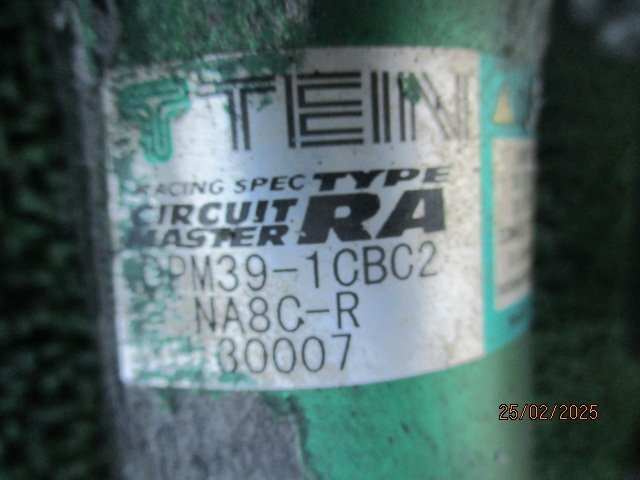 TEIN
RACING SPEC TYPE
CIRCUIT
MASTER RA
CPM39-1CBC2
NA8C-R
30007
25/02/2025